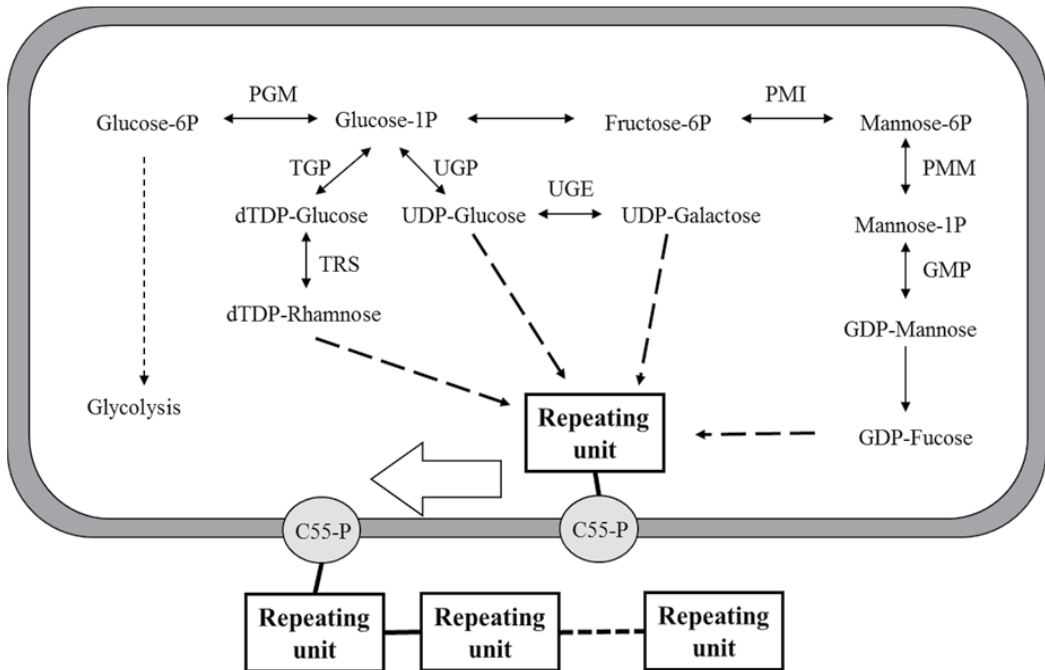 PGM
PMI
Glucose-6P
Glucose-1P
Fructose-6P
Mannose-6P
TGP
UGP
PMM
UGE
dTDP-Glucose
UDP-Glucose
UDP-Galactose
Mannose-1P
TRS
GMP
dTDP-Rhamnose
GDP-Mannose
Glycolysis
Repeating
unit
GDP-Fucose
C55-P
C55-P
Repeating
unit
Repeating
unit
Repeating
unit